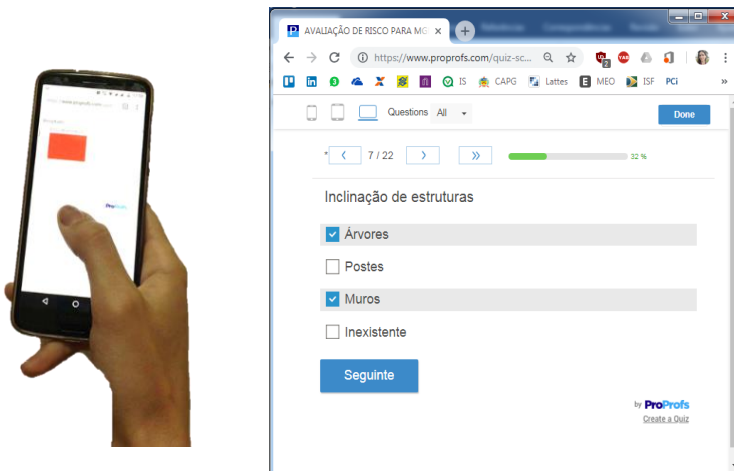 ProProfs
AVALIAÇÃO DE RISCO PARA MG
https://www.proprofs.com/quiz-sc...
IS
CAPG
Lattes
E MEO
ISF
PCi
»
Questions All
Done
* 7 / 22 32 %
Inclinação de estruturas
Árvores
Postes
Muros
Inexistente
Seguinte
by ProProfs
Create a Quiz